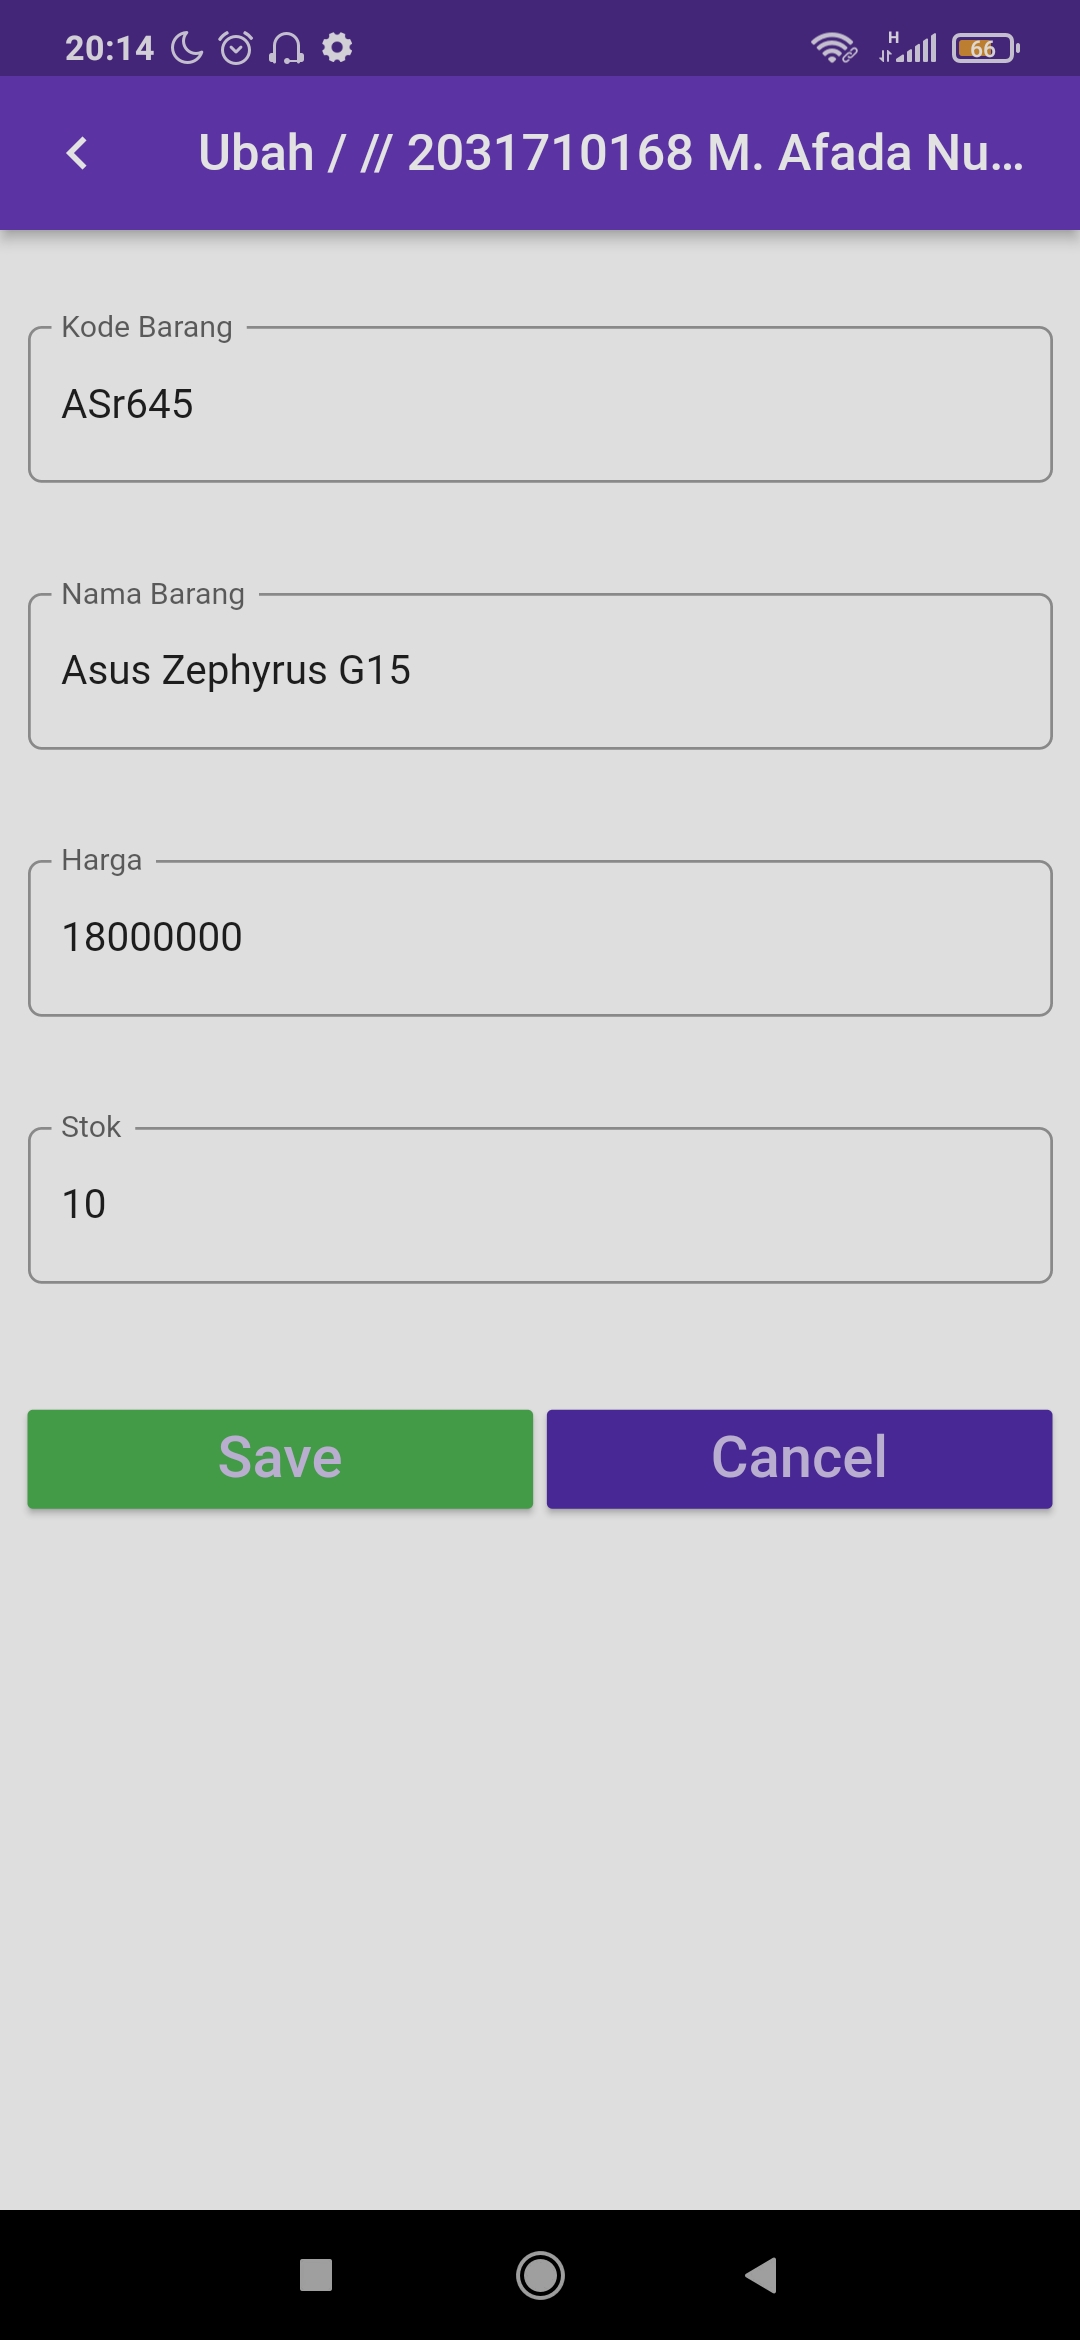 20:14
H
66
Ubah / // 2031710168 M. Afada Nu...
Kode Barang
ASr645
Nama Barang
Asus Zephyrus G15
Harga
18000000
Stok
10
Save
Cancel